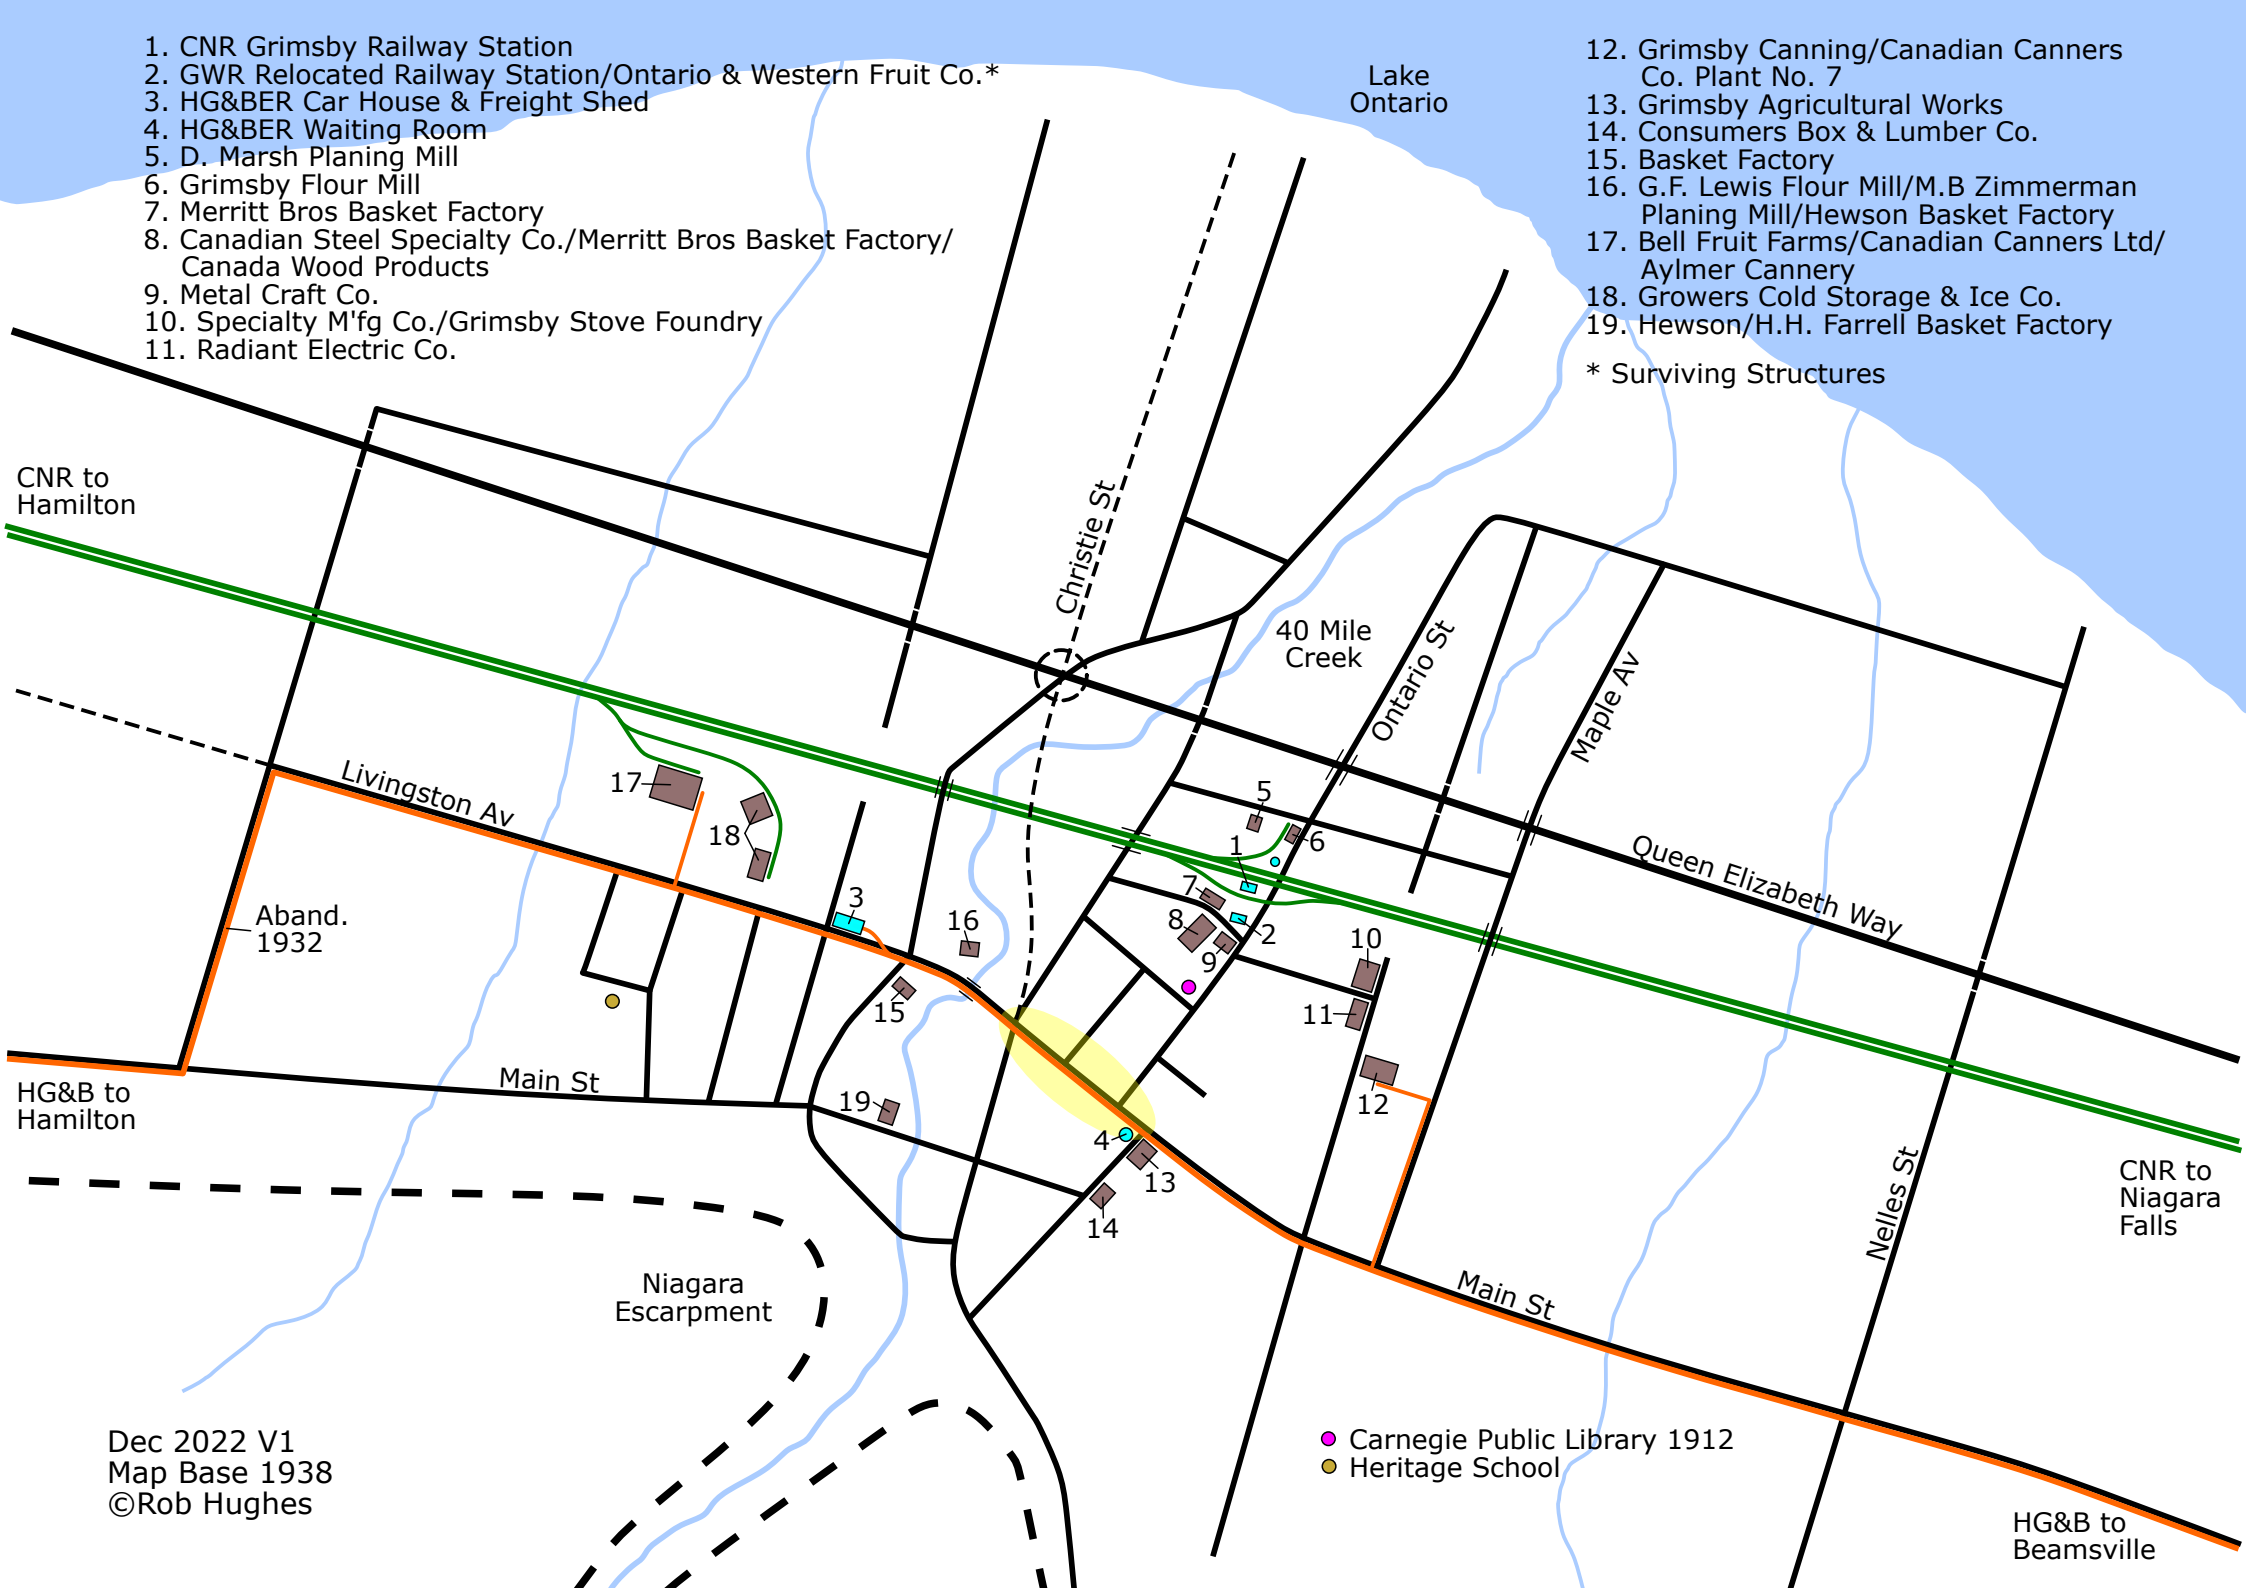 1. CNR Grimsby Railway Station
2. GWR Relocated Railway Station/Ontario & Western Fruit Co.*
3. HG&BER Car House & Freight Shed
4. HG&BER Waiting Room
5. D. Marsh Planing Mill
6. Grimsby Flour Mill
7. Merritt Bros Basket Factory
8. Canadian Steel Specialty Co./Merritt Bros Basket Factory/
Canada Wood Products
9. Metal Craft Co.
10. Specialty M'fg Co./Grimsby Stove Foundry
11. Radiant Electric Co.
Lake
Ontario
12. Grimsby Canning/Canadian Canners
Co. Plant No. 7
13. Grimsby Agricultural Works
14. Consumers Box & Lumber Co.
15. Basket Factory
16. G.F. Lewis Flour Mill/M.B Zimmerman
Planing Mill/Hewson Basket Factory
17. Bell Fruit Farms/Canadian Canners Ltd/
Aylmer Cannery
18. Growers Cold Storage & Ice Co.
19. Hewson/H.H. Farrell Basket Factory
* Surviving Structures
CNR to
Hamilton
Christie St
40 Mile
Creek
Ontario St
Maple Av
Livingston Av
17
18
5
6
1
Queen Elizabeth Way
7
3
8
2
9
16
10
Aband.
1932
15
11
Main St
HG&B to
Hamilton
19
12
4
13
14
Nelles St
CNR to
Niagara
Falls
Niagara
Escarpment
Main St
Dec 2022 V1
Map Base 1938
©Rob Hughes
Carnegie Public Library 1912
Heritage School
HG&B to
Beamsville